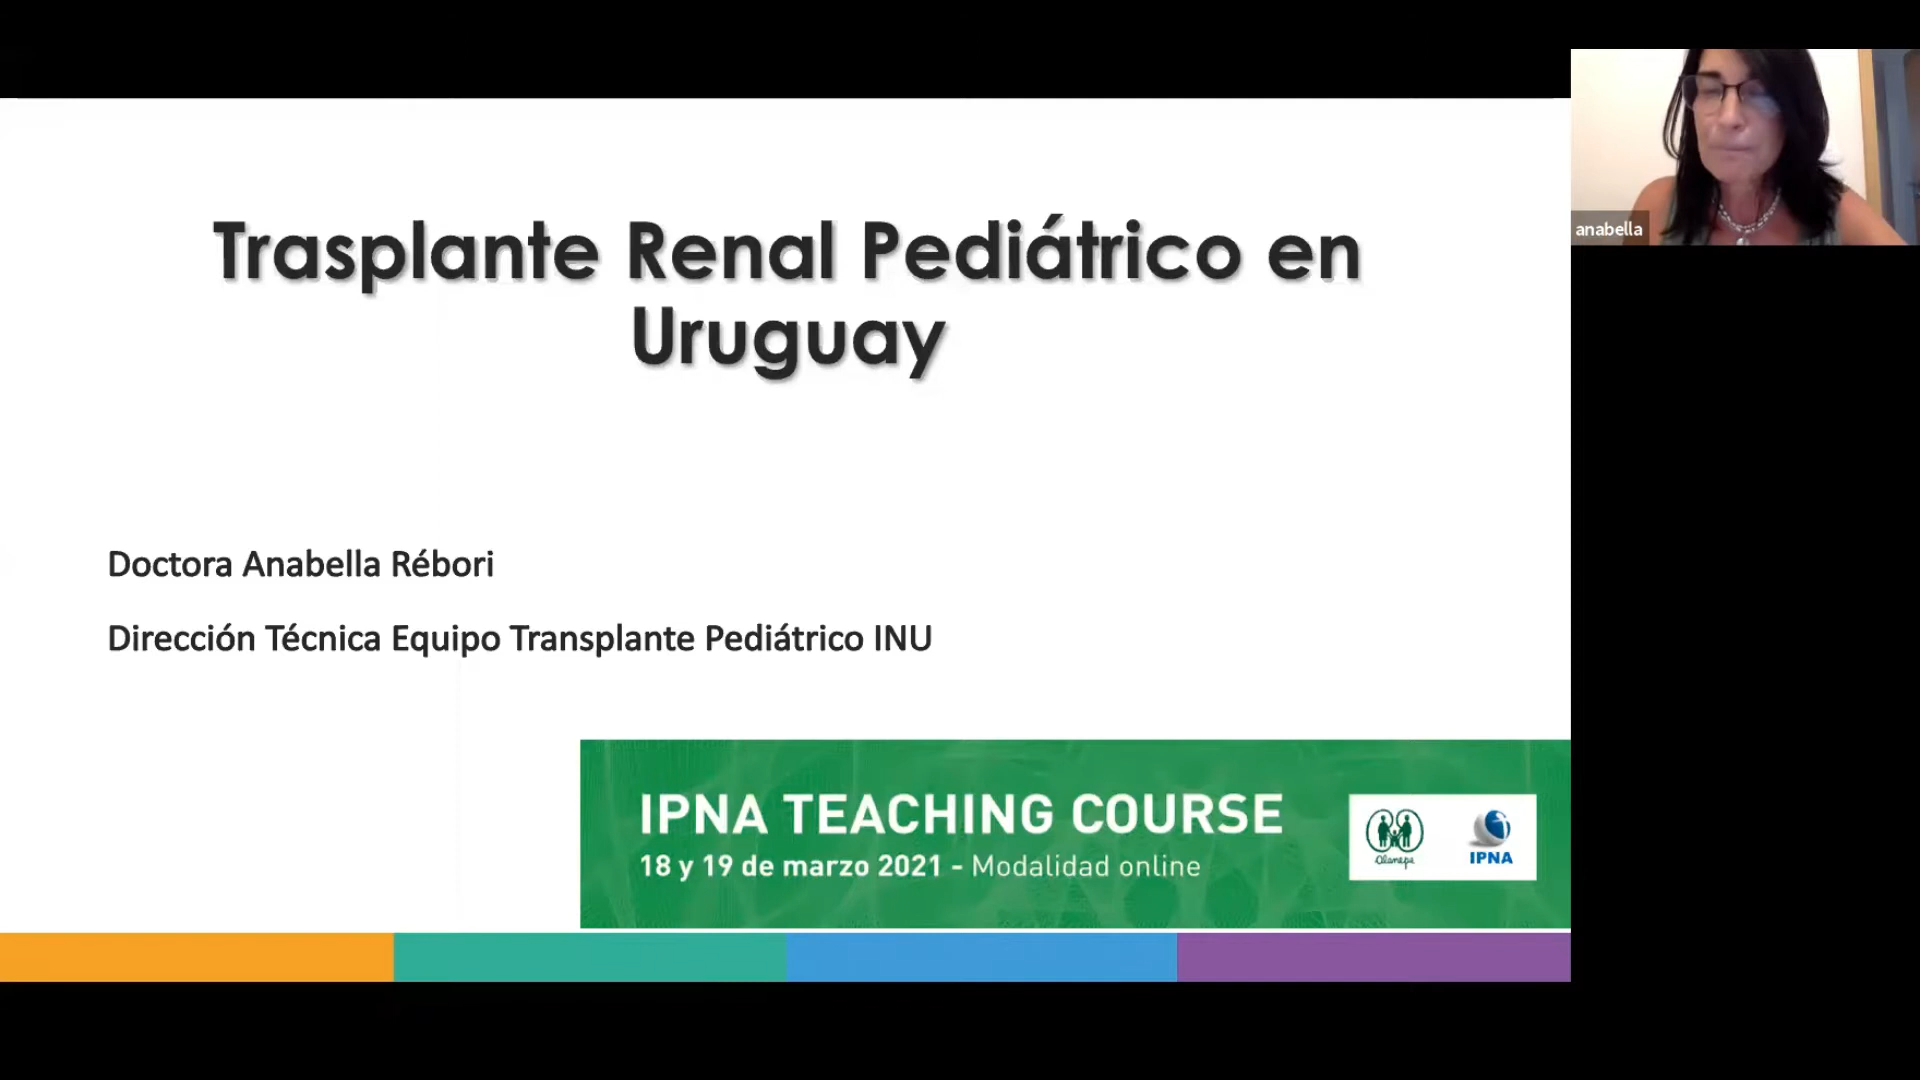 Trasplante Renal Pediátrico en
Uruguay
anabella
Doctora Anabella Rébori
Dirección Técnica Equipo Transplante Pediátrico INU
IPNA TEACHING COURSE
18 y 19 de marzo 2021 - Modalidad online
Alanepe
IPNA